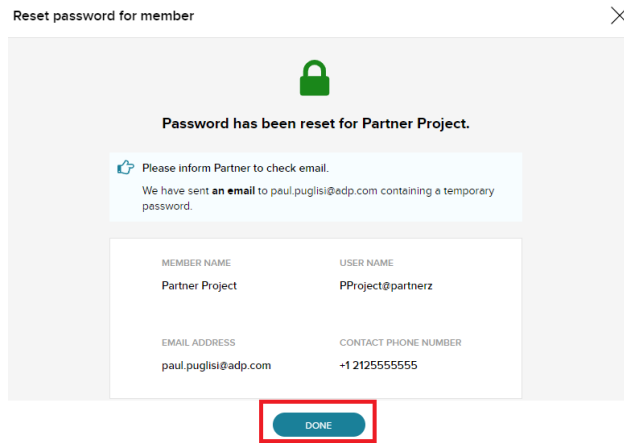 Reset password for member
Password has been reset for Partner Project.
Please inform Partner to check email.
We have sent an email to paul.puglisi@adp.com containing a temporary
password.
MEMBER NAME
USER NAME
Partner Project
PProject@partnerz
EMAIL ADDRESS
CONTACT PHONE NUMBER
paul.puglisi@adp.com
+1 2125555555
DONE